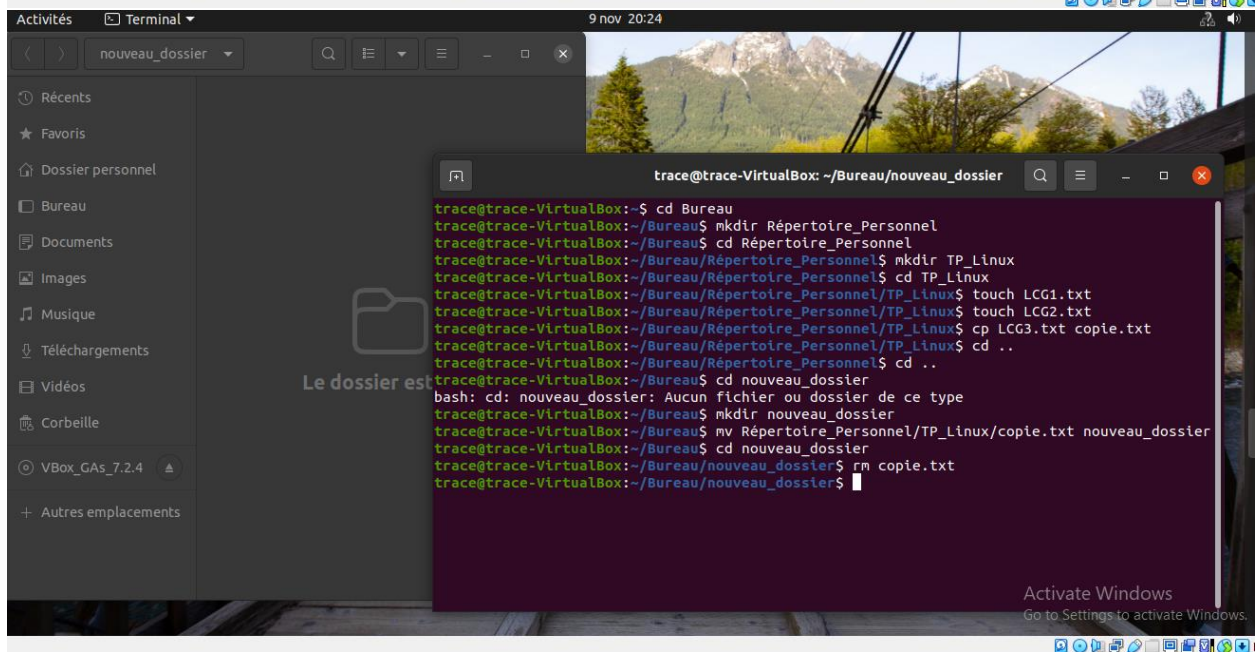 Activités Terminal 9 nov 20:24
nouveau_dossier
Récents
Favoris
Dossier personnel
Bureau
Documents
Images
Musique
Téléchargements
Vidéos
Corbeille
VBox_GAs_7.2.4
Autres emplacements
Le dossier est
trace@trace-VirtualBox: ~/Bureau/nouveau_dossier
trace@trace-VirtualBox:~$ cd Bureau
trace@trace-VirtualBox:~/Bureau$ mkdir Répertoire_Personnel
trace@trace-VirtualBox:~/Bureau$ cd Répertoire_Personnel
trace@trace-VirtualBox:~/Bureau/Répertoire_Personnel$ mkdir TP_Linux
trace@trace-VirtualBox:~/Bureau/Répertoire_Personnel$ cd TP_Linux
trace@trace-VirtualBox:~/Bureau/Répertoire_Personnel/TP_Linux$ touch LCG1.txt
trace@trace-VirtualBox:~/Bureau/Répertoire_Personnel/TP_Linux$ touch LCG2.txt
trace@trace-VirtualBox:~/Bureau/Répertoire_Personnel/TP_Linux$ cp LCG3.txt copie.txt
trace@trace-VirtualBox:~/Bureau/Répertoire_Personnel/TP_Linux$ cd ..
trace@trace-VirtualBox:~/Bureau/Répertoire_Personnel$ cd ..
trace@trace-VirtualBox:~/Bureau$ cd nouveau_dossier
bash: cd: nouveau_dossier: Aucun fichier ou dossier de ce type
trace@trace-VirtualBox:~/Bureau$ mkdir nouveau_dossier
trace@trace-VirtualBox:~/Bureau$ mv Répertoire_Personnel/TP_Linux/copie.txt nouveau_dossier
trace@trace-VirtualBox:~/Bureau$ cd nouveau_dossier
trace@trace-VirtualBox:~/Bureau/nouveau_dossier$ rm copie.txt
trace@trace-VirtualBox:~/Bureau/nouveau_dossier$
Activate Windows
Go to Settings to activate Windows.